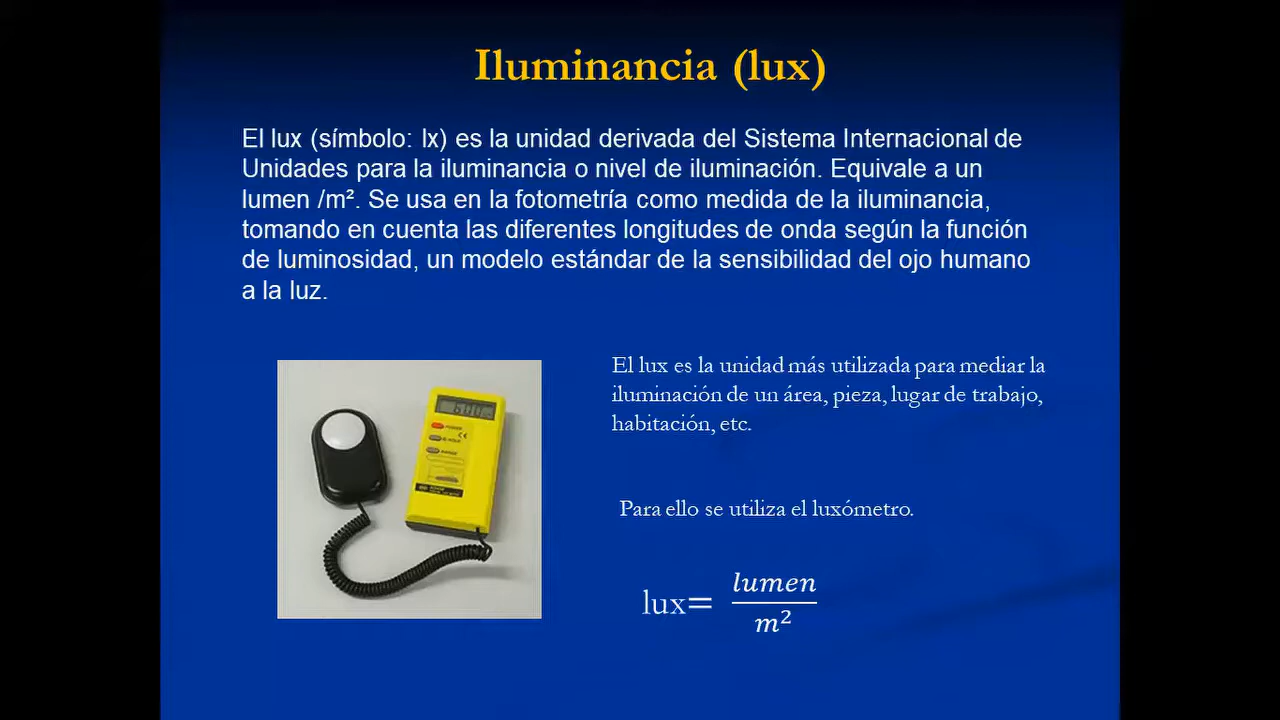 Iluminancia (lux)
El lux (símbolo: lx) es la unidad derivada del Sistema Internacional de
Unidades para la iluminancia o nivel de iluminación. Equivale a un
lumen /m². Se usa en la fotometría como medida de la iluminancia,
tomando en cuenta las diferentes longitudes de onda según la función
de luminosidad, un modelo estándar de la sensibilidad del ojo humano
a la luz.
El lux es la unidad más utilizada para mediar la
iluminación de un área, pieza, lugar de trabajo,
habitación, etc.
Para ello se utiliza el luxómetro.
lux= lumen
m²
600
POWER
CE
RANGE